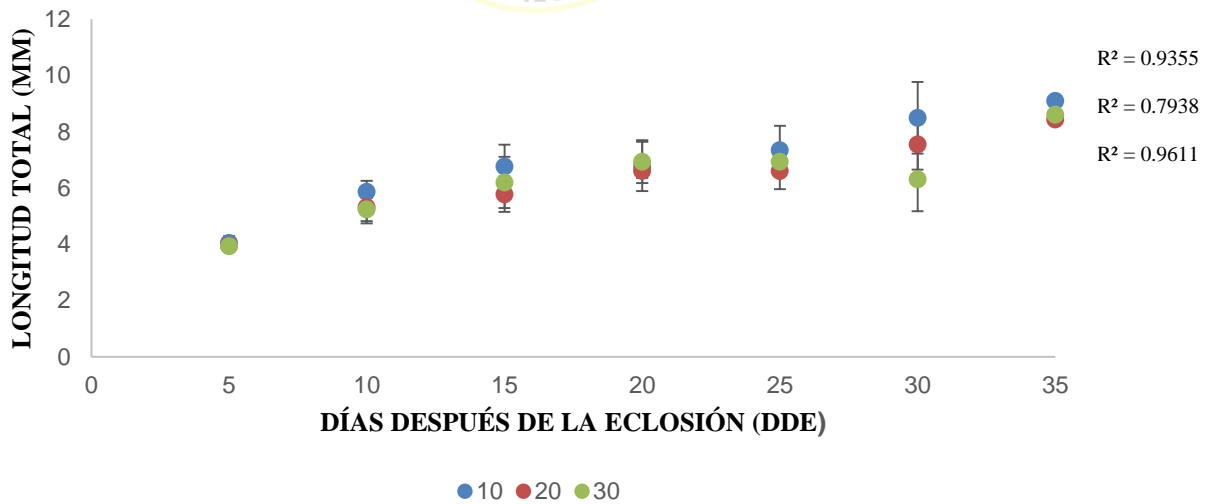 12
10
8
6
4
2
0
LONGITUD TOTAL (MM)
R² = 0.9355
R² = 0.7938
R² = 0.9611
0 5 10 15 20 25 30 35
DÍAS DESPUÉS DE LA ECLOSIÓN (DDE)
10 20 30